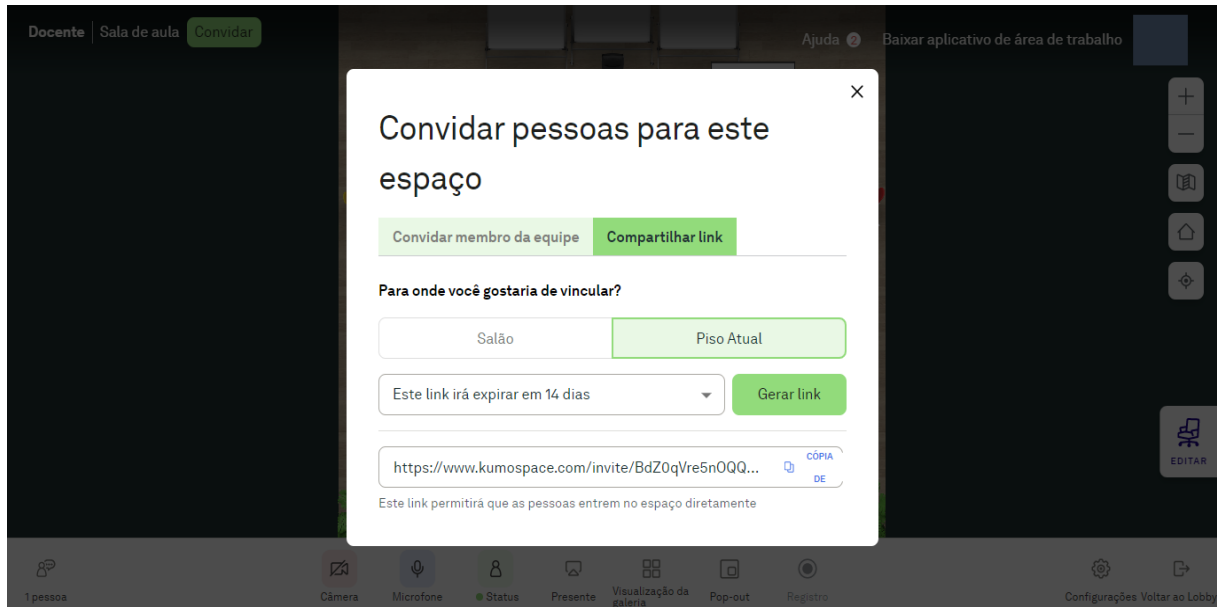 Docente Sala de aula Convidar
Ajuda 2 Baixar aplicativo de área de trabalho
Convidar pessoas para este
espaço
Convidar membro da equipe Compartilhar link
Para onde você gostaria de vincular?
Salão Piso Atual
Este link irá expirar em 14 dias Gerar link
EDITAR
https://www.kumospace.com/invite/BdZ0qVre5nOQQ...
CÓPIA
DE
Este link permitirá que as pessoas entrem no espaço diretamente
1 pessoa
Câmera
Microfone
Status
Presente
Visualização da
galeria
Pop-out
Registro
Configurações
Voltar ao Lobby